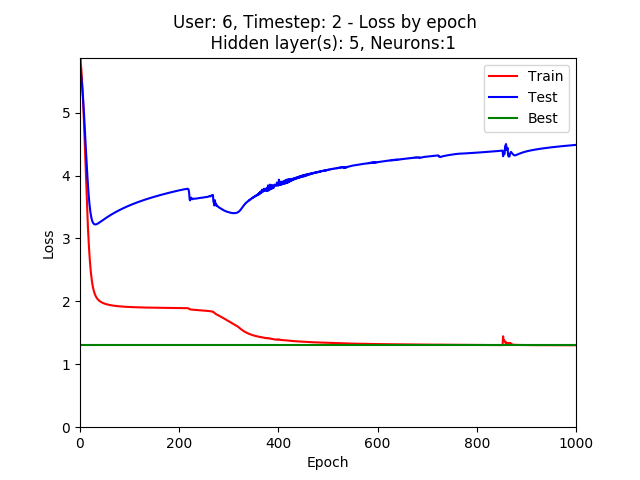 User: 6, Timestep: 2 - Loss by epoch
Hidden layer(s): 5, Neurons:1
Train
Test
Best
Loss
5
4
3
2
1
0
0 200 400 600 800 1000
Epoch